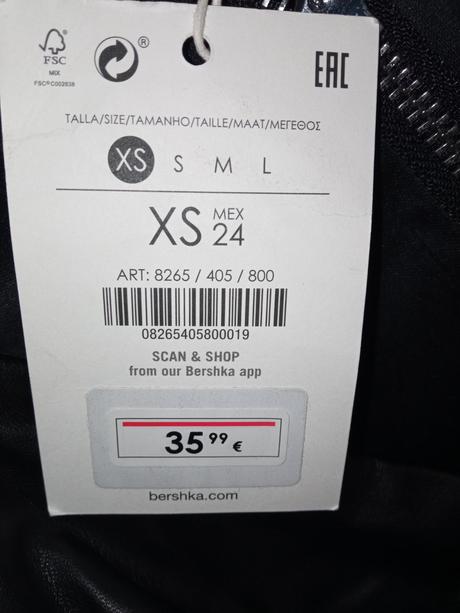 FSC
MIX
FSC® C002838
®
EAC
TALLA/SIZE/TAMANHO/TAILLE/MAAT/ΜΕΓΕΘΟΣ
XS S M L
XS MEX 24
ART: 8265 / 405 / 800
08265405800019
SCAN & SHOP
from our Bershka app
35 99 €
bershka.com